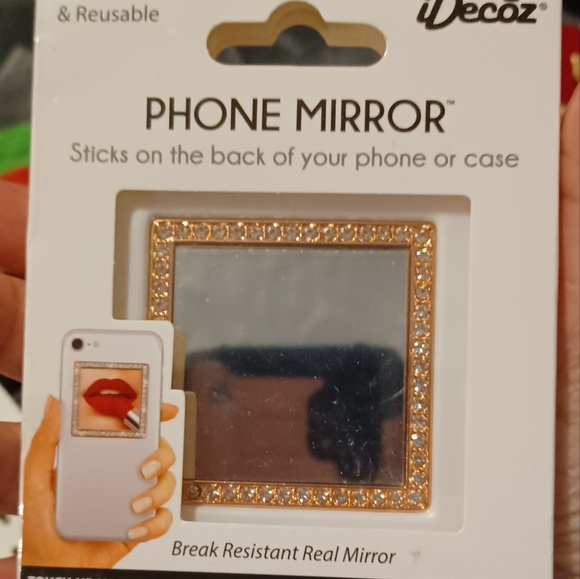 & Reusable
iDecoz®
PHONE MIRROR™
Sticks on the back of your phone or case
Break Resistant Real Mirror